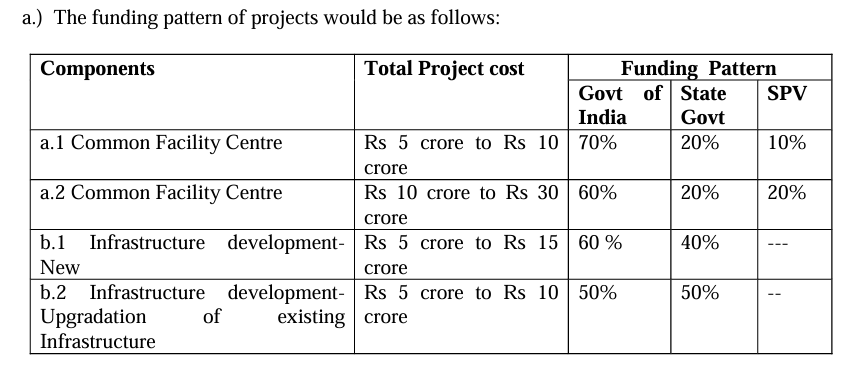 a.) The funding pattern of projects would be as follows:
Components Total Project cost Funding Pattern
Govt of India State Govt SPV
a.1 Common Facility Centre Rs 5 crore to Rs 10 crore 70% 20% 10%
a.2 Common Facility Centre Rs 10 crore to Rs 30 crore 60% 20% 20%
b.1 Infrastructure development-New Rs 5 crore to Rs 15 crore 60 % 40% ---
b.2 Infrastructure development-Upgradation of existing Infrastructure Rs 5 crore to Rs 10 crore 50% 50% --